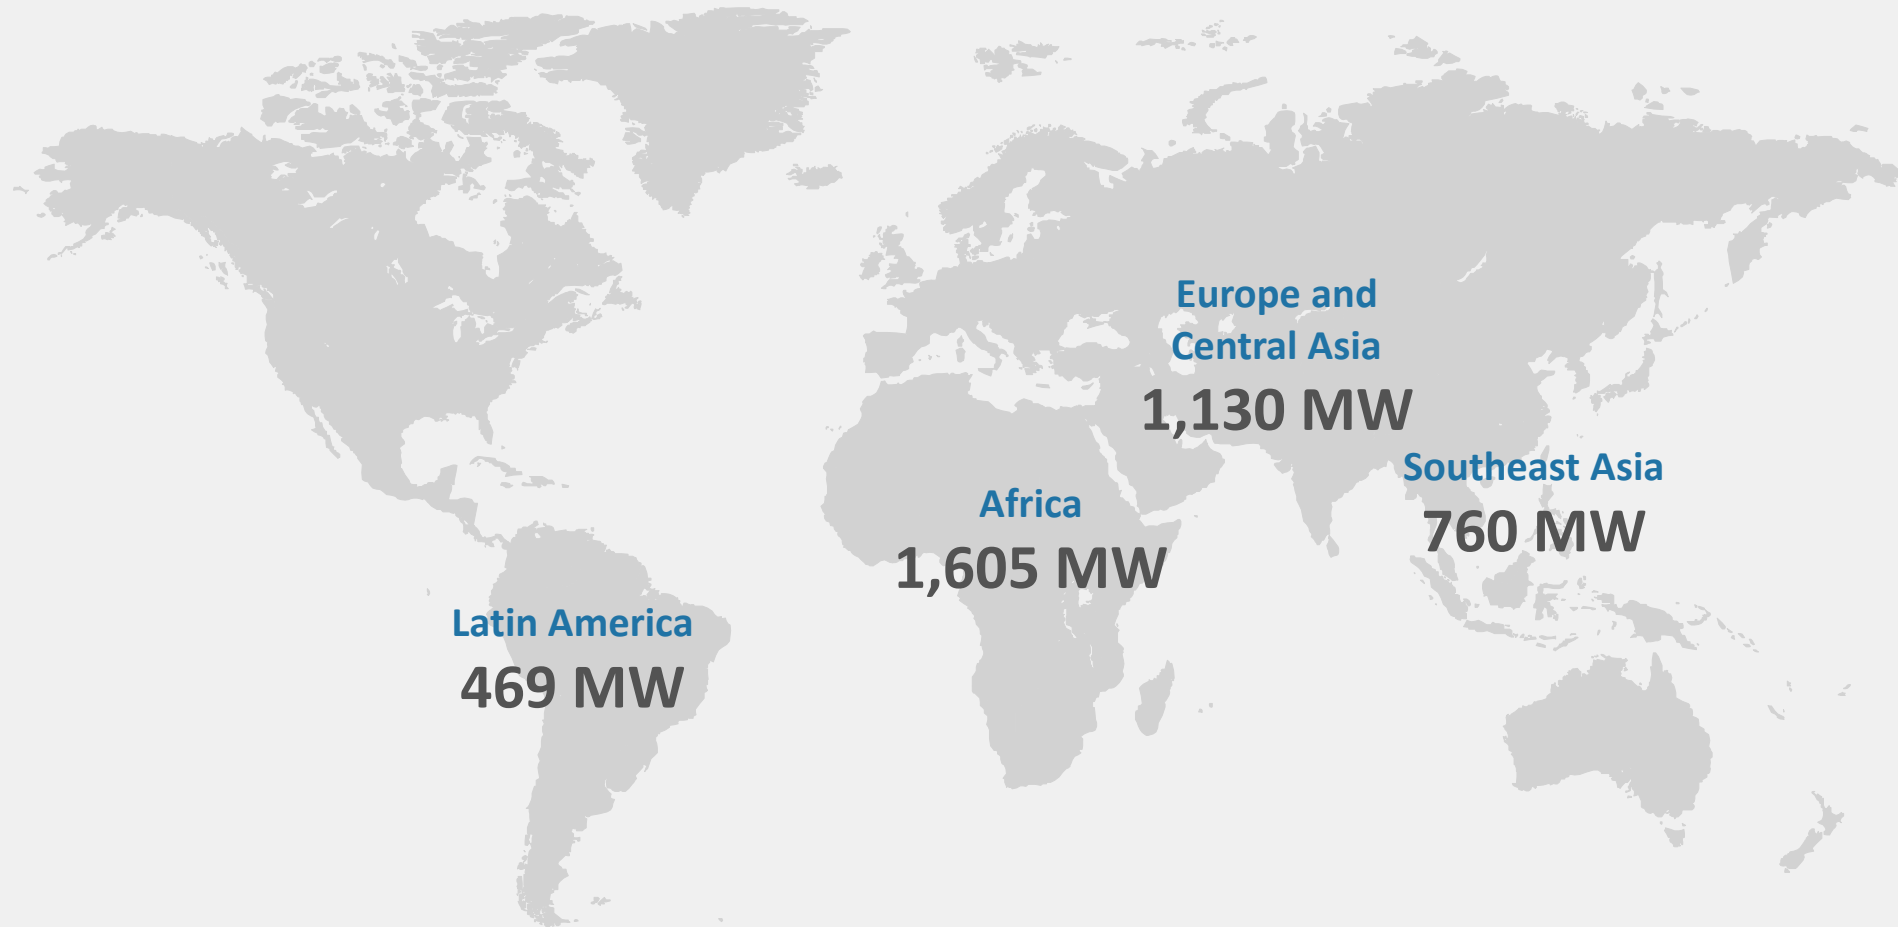 Europe and
Central Asia
1,130 MW
Southeast Asia
760 MW
Africa
1,605 MW
Latin America
469 MW